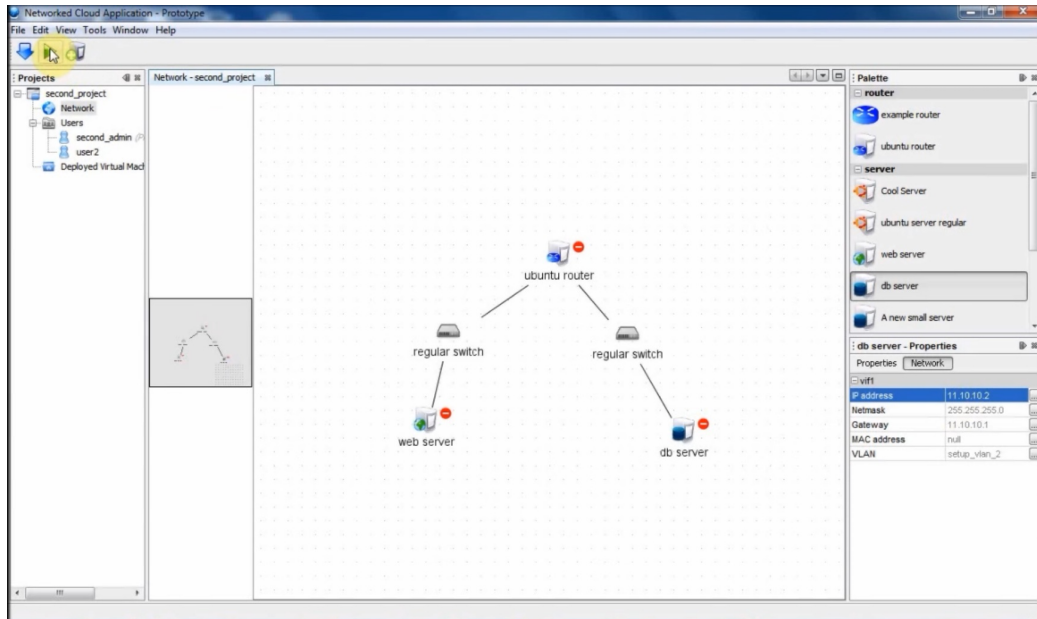 Networked Cloud Application - Prototype
File Edit View Tools Window Help
Projects
second_project
Network
Users
second_admin
user2
Deployed Virtual Mach
Network - second_project
ubuntu router
regular switch
regular switch
web server
db server
Palette
router
example router
ubuntu router
server
Cool Server
ubuntu server regular
web server
db server
A new small server
db server - Properties
Properties Network
vif1
IP address 11.10.10.2
Netmask 255.255.255.0
Gateway 11.10.10.1
MAC address null
VLAN setup_vlan_2